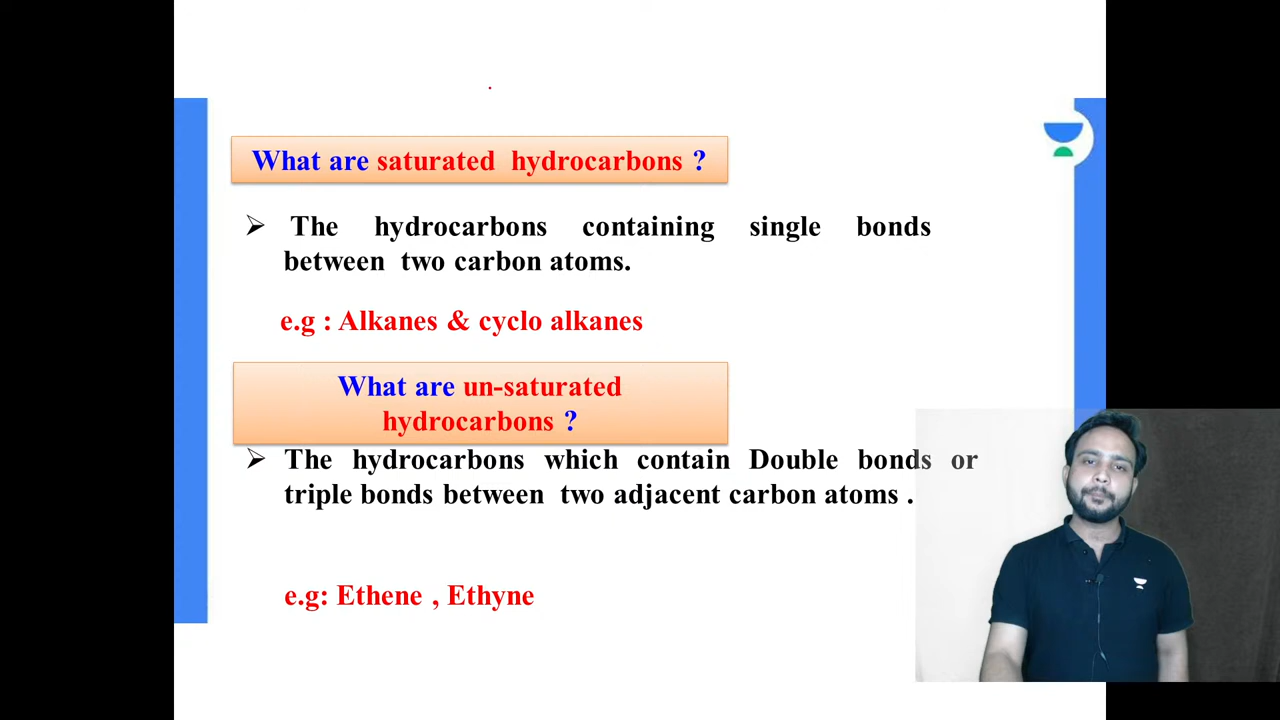 What are saturated hydrocarbons ?
➢ The hydrocarbons containing single bonds
between two carbon atoms.
e.g : Alkanes & cyclo alkanes
What are un-saturated
hydrocarbons ?
➢ The hydrocarbons which contain Double bonds or
triple bonds between two adjacent carbon atoms .
e.g: Ethene , Ethyne